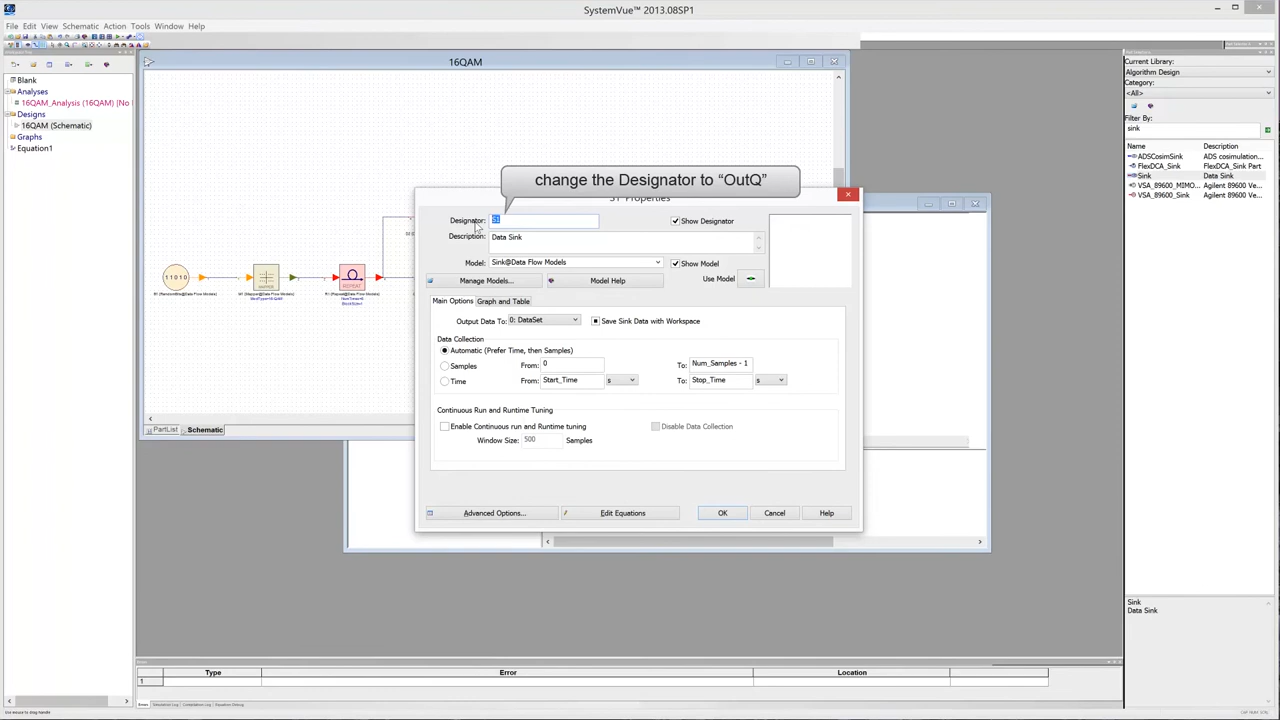 SystemVue™ 2013.08SP1
File Edit View Schematic Action Tools Window Help
16QAM
Blank
Analyses
16QAM_Analysis (16QAM) (No
Designs
16QAM (Schematic)
Graphs
Equation1
PartList Schematic
change the Designator to “OutQ”
S1 Properties
Designator: S1
Show Designator
Description: Data Sink
Model: Sink@Data Flow Models
Show Model
Manage Models...
Model Help
Use Model
Main Options Graph and Table
Output Data To: 0: DataSet
Save Sink Data with Workspace
Data Collection
Automatic (Prefer Time, then Samples)
Samples From: 0 To: Num_Samples - 1
Time From: Start_Time s To: Stop_Time s
Continuous Run and Runtime Tuning
Enable Continuous run and Runtime tuning
Disable Data Collection
Window Size: 500 Samples
Advanced Options... Edit Equations OK Cancel Help
11010
REPEAT
Current Library:
Algorithm Design
Category:
<All>
Filter By:
sink
Name Description
ADSCosimSink ADS cosimulation...
FlexDCA_Sink FlexDCA_Sink Part
Sink Data Sink
VSA_89600_MIMO... Agilent 89600 Ve...
VSA_89600_Sink Agilent 89600 Ve...
Sink
Data Sink
Type Error Location
1